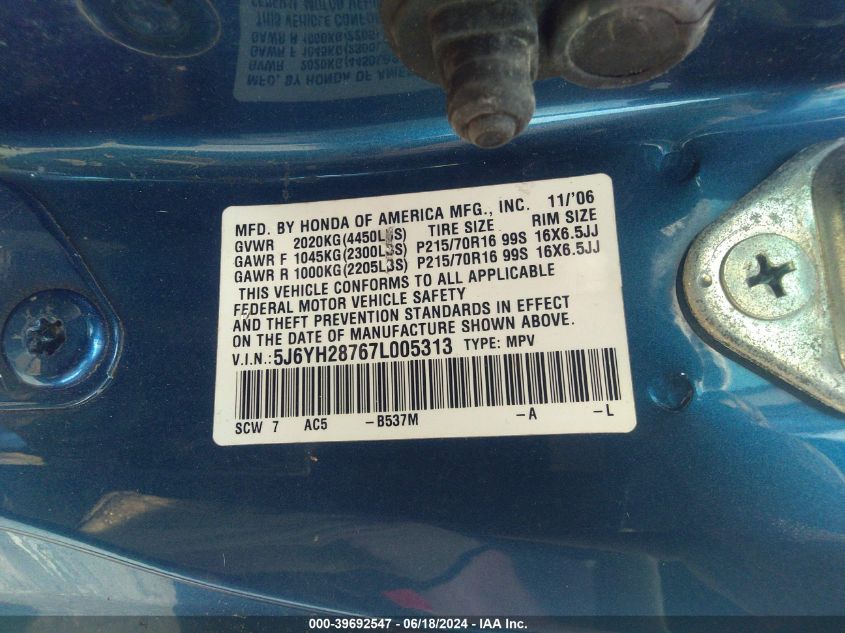 MFD. BY HONDA OF AMERICA MFG., INC. 11/'06
GVWR 2020KG(4450LBS) TIRE SIZE RIM SIZE
GAWR F 1045KG(2300LBS) P215/70R16 99S 16X6.5JJ
GAWR R 1000KG(2205LBS) P215/70R16 99S 16X6.5JJ
THIS VEHICLE CONFORMS TO ALL APPLICABLE
FEDERAL MOTOR VEHICLE SAFETY
AND THEFT PREVENTION STANDARDS IN EFFECT
ON THE DATE OF MANUFACTURE SHOWN ABOVE.
V.I.N.:5J6YH28767L005313 TYPE: MPV
SCW 7 AC5 -B537M -A -L
000-39692547 / 06/18/2024 / IAA Inc.